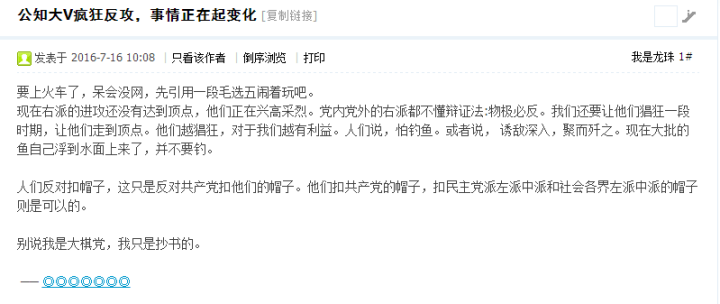 公知大V疯狂反攻，事情正在起变化 [复制链接]
发表于 2016-7-16 10:08 | 只看该作者 | 倒序浏览 | 打印 我是龙珠 1#
要上火车了，呆会没网，先引用一段毛选五闹着玩吧。
现在右派的进攻还没有达到顶点，他们正在兴高采烈。党内党外的右派都不懂辩证法:物极必反。我们还要让他们猖狂一段
时期，让他们走到顶点。他们越猖狂，对于我们越有利益。人们说，怕钓鱼。或者说， 诱敌深入，聚而歼之。现在大批的
鱼自己浮到水面上来了，并不要钓。
人们反对扣帽子，这只是反对共产党扣他们的帽子。他们扣共产党的帽子，扣民主党派左派中派和社会各界左派中派的帽子
则是可以的。
别说我是大棋党，我只是抄书的。
── ◎◎◎◎◎◎◎